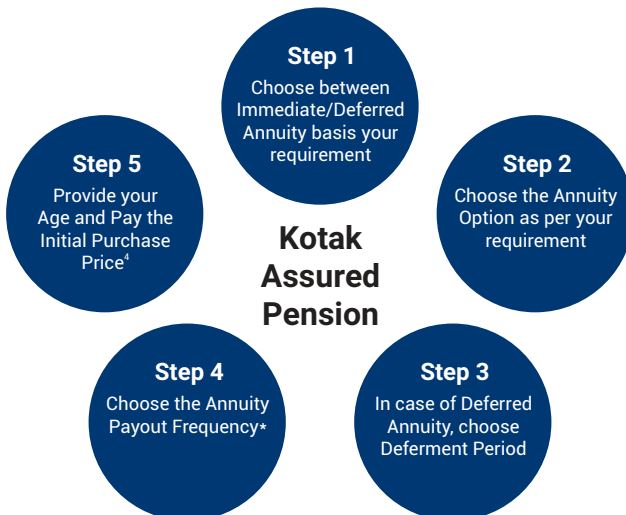 Step 1
Choose between
Immediate/Deferred
Annuity basis your
requirement
Step 2
Choose the Annuity
Option as per your
requirement
Step 3
In case of Deferred
Annuity, choose
Deferment Period
Step 4
Choose the Annuity
Payout Frequency*
Step 5
Provide your
Age and Pay the
Initial Purchase
Price⁴
Kotak
Assured
Pension